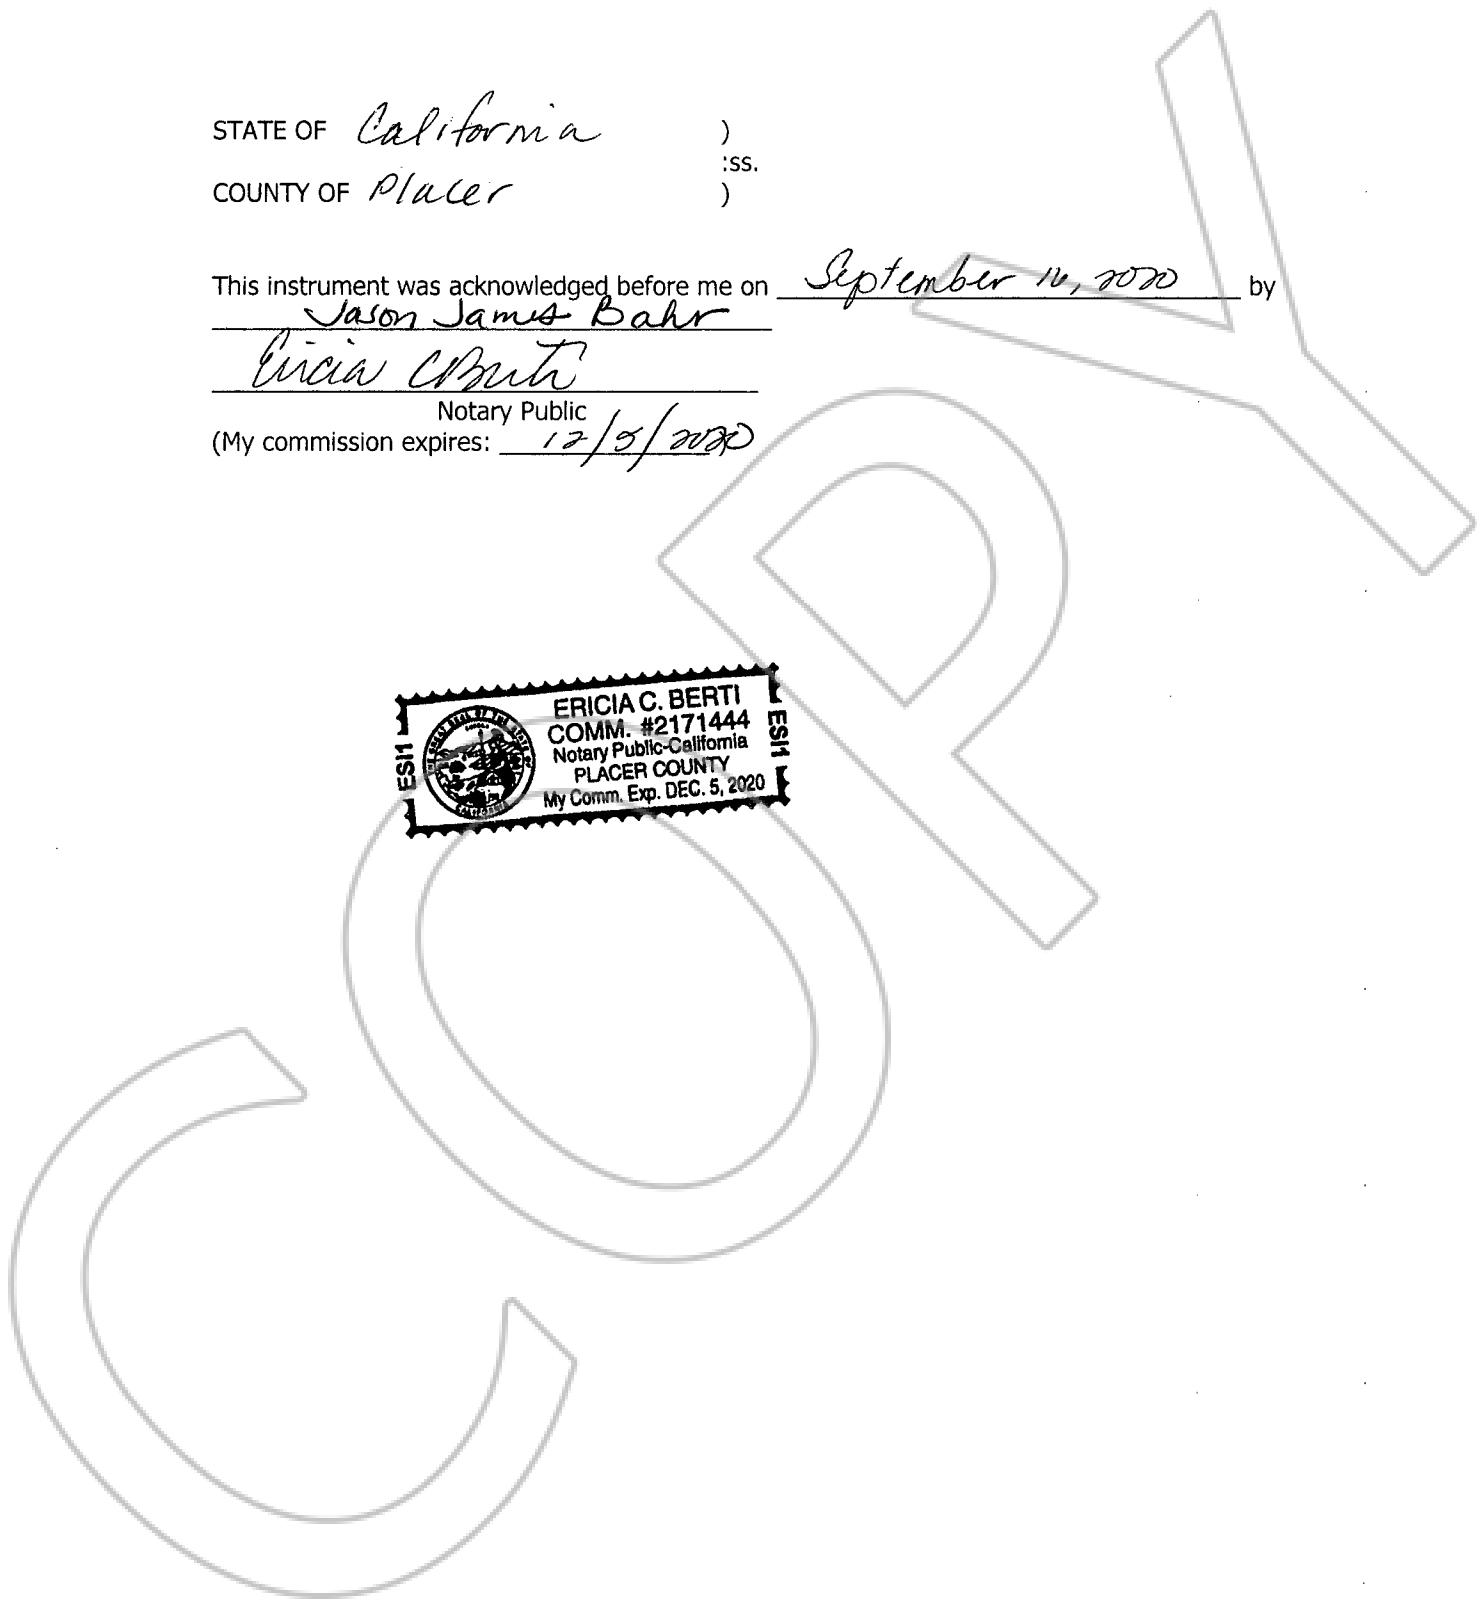 STATE OF California )
:ss.
COUNTY OF Placer )
This instrument was acknowledged before me on September 16, 2020 by
Jason James Bahr
Ericia C Berti
Notary Public
(My commission expires: 12/5/2020)
ESI1
ERICIA C. BERTI
COMM. #2171444
Notary Public-California
PLACER COUNTY
My Comm. Exp. DEC. 5, 2020
ESI1
COPY